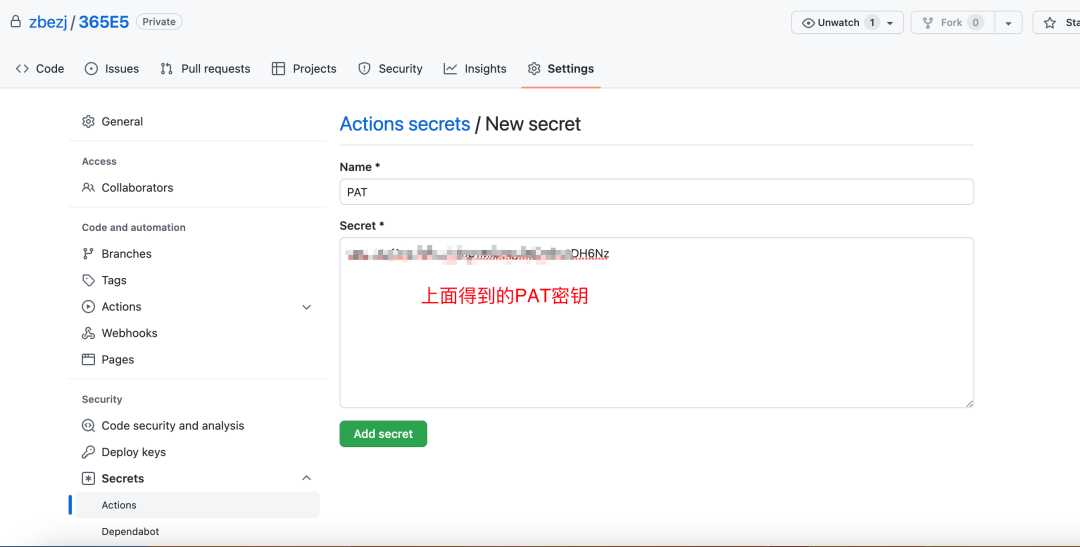 zbezj / 365E5 Private
Unwatch 1
Fork 0
Code
Issues
Pull requests
Projects
Security
Insights
Settings
General
Access
Collaborators
Code and automation
Branches
Tags
Actions
Webhooks
Pages
Security
Code security and analysis
Deploy keys
Secrets
Actions
Dependabot
Actions secrets / New secret
Name *
PAT
Secret *
DH6Nz
上面得到的PAT密钥
Add secret